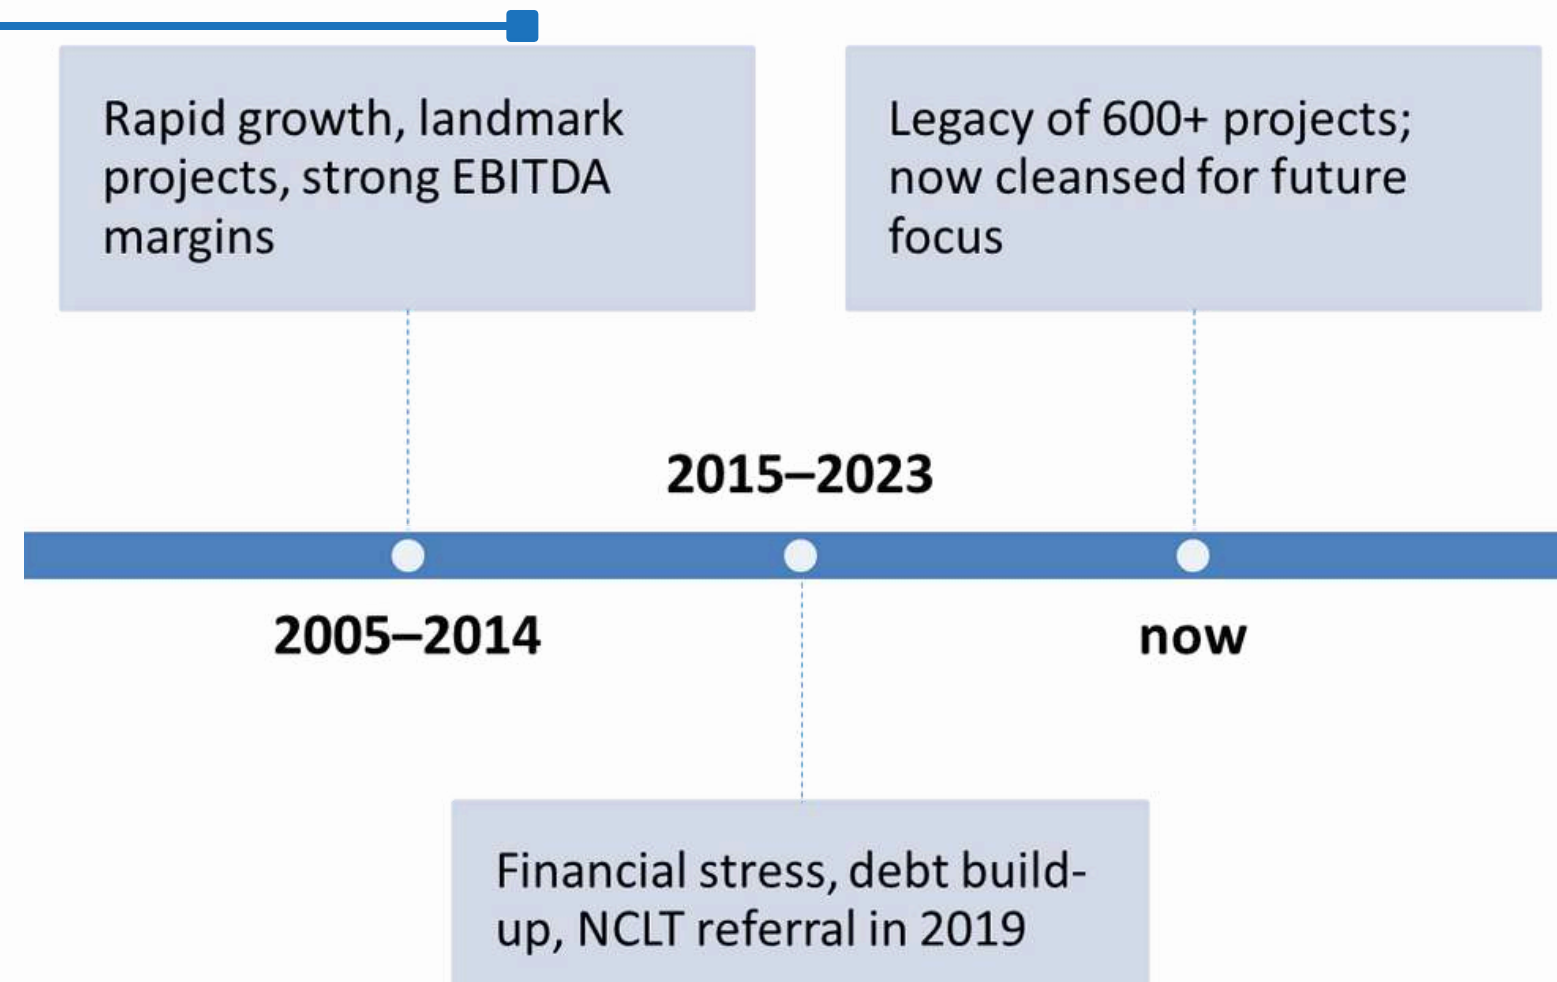 Rapid growth, landmark
projects, strong EBITDA
margins
Legacy of 600+ projects;
now cleansed for future
focus
2015–2023
2005–2014
now
Financial stress, debt build-
up, NCLT referral in 2019